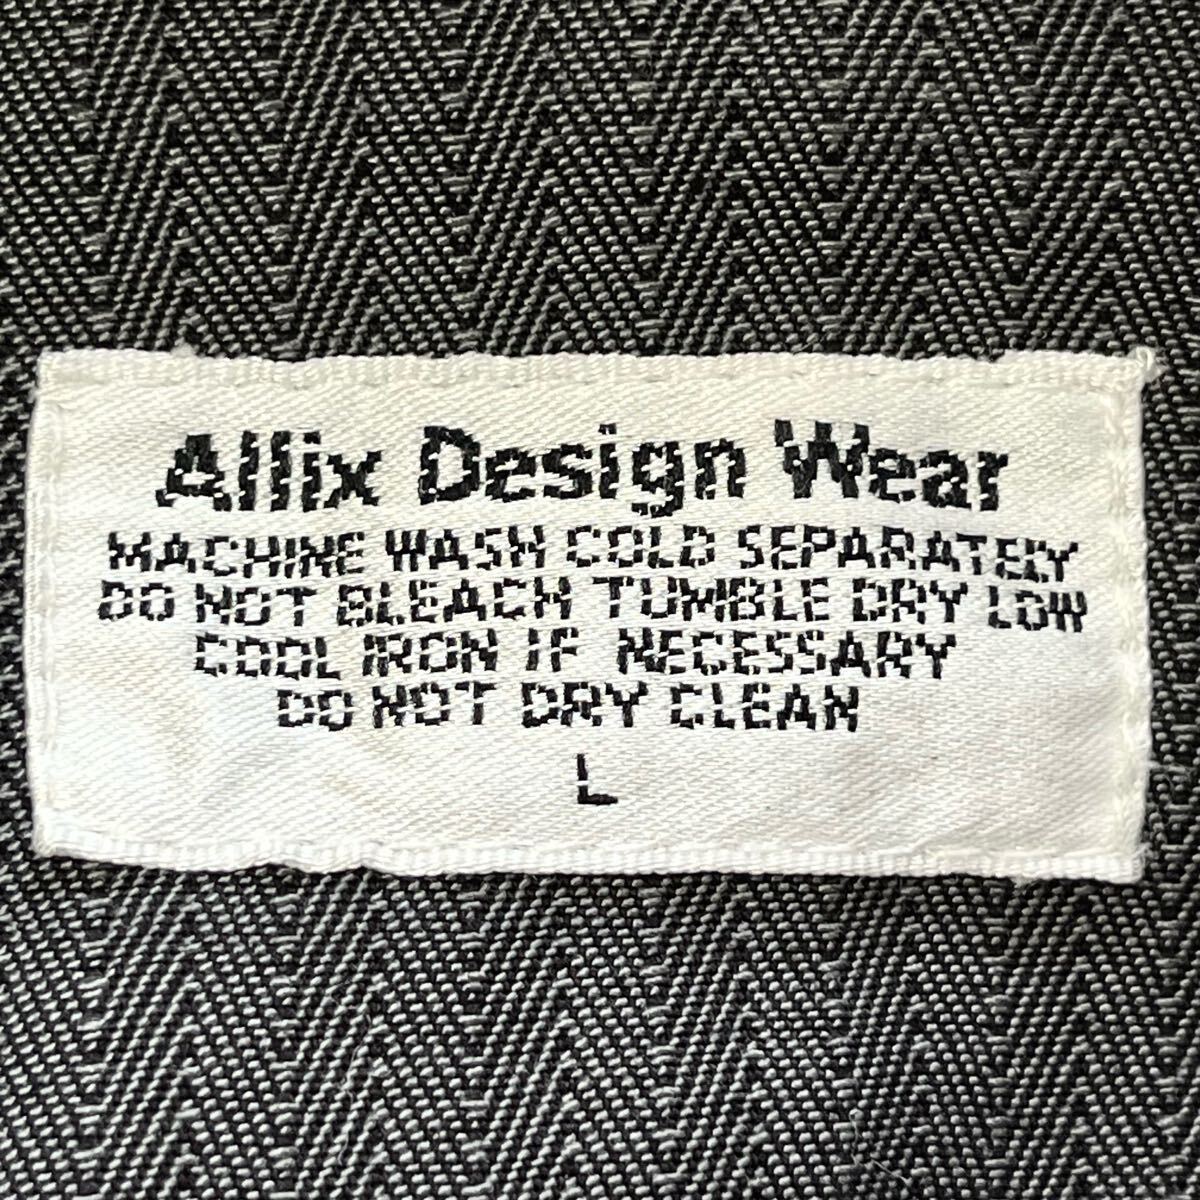 Allix Design Wear
MACHINE WASH COLD SEPARATELY
DO NOT BLEACH TUMBLE DRY LOW
COOL IRON IF NECESSARY
DO NOT DRY CLEAN
L